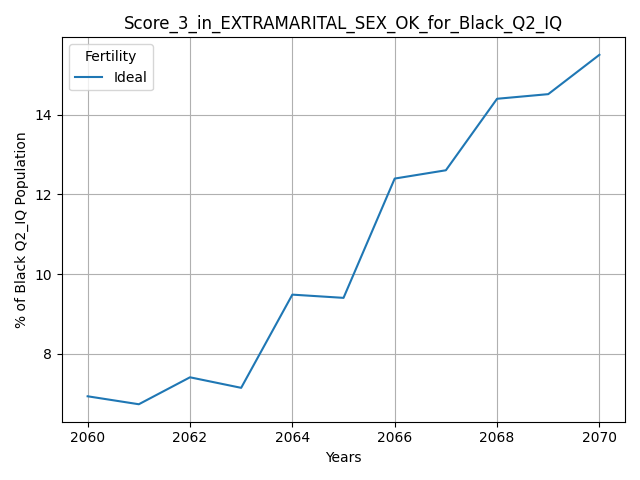 Score_3_in_EXTRAMARITAL_SEX_OK_for_Black_Q2_IQ
Fertility
Ideal
% of Black Q2_IQ Population
14
12
10
8
2060 2062 2064 2066 2068 2070
Years